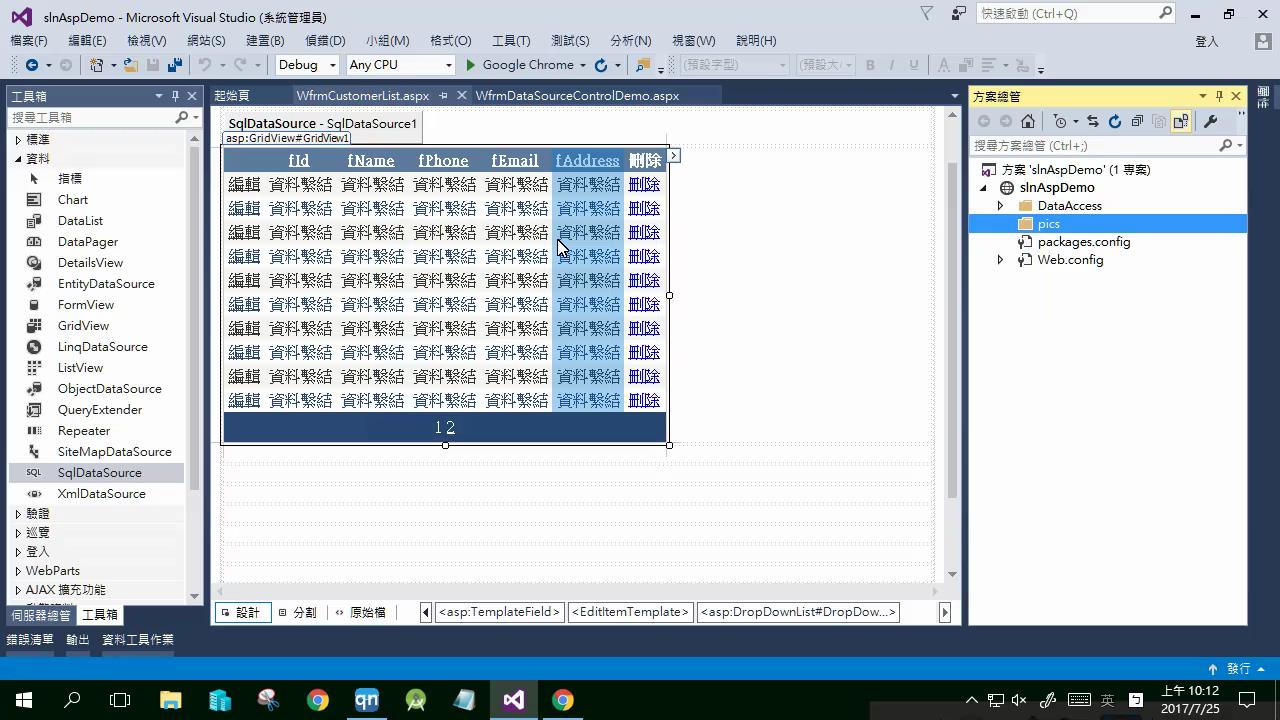 slnAspDemo - Microsoft Visual Studio (系統管理員)
快速啟動 (Ctrl+Q)
檔案(F) 編輯(E) 檢視(V) 網站(S) 建置(B) 偵錯(D) 小組(M) 格式(O) 工具(T) 測試(S) 分析(N) 視窗(W) 說明(H)
登入
Debug Any CPU Google Chrome (預設字型) (預設大 B I U
工具箱
搜尋工具箱
標準
資料
指標
Chart
DataList
DataPager
DetailsView
EntityDataSource
FormView
GridView
LinqDataSource
ListView
ObjectDataSource
QueryExtender
Repeater
SiteMapDataSource
SQL SqlDataSource
XmlDataSource
驗證
巡覽
登入
WebParts
AJAX 擴充功能
伺服器總管 工具箱
錯誤清單 輸出 資料工具作業
起始頁 WfrmCustomerList.aspx WfrmDataSourceControlDemo.aspx
SqlDataSource - SqlDataSource1
asp:GridView#GridView1
fId fName fPhone fEmail fAddress 刪除
編輯 資料繫結 資料繫結 資料繫結 資料繫結 資料繫結 刪除
編輯 資料繫結 資料繫結 資料繫結 資料繫結 資料繫結 刪除
編輯 資料繫結 資料繫結 資料繫結 資料繫結 資料繫結 刪除
編輯 資料繫結 資料繫結 資料繫結 資料繫結 資料繫結 刪除
編輯 資料繫結 資料繫結 資料繫結 資料繫結 資料繫結 刪除
編輯 資料繫結 資料繫結 資料繫結 資料繫結 資料繫結 刪除
編輯 資料繫結 資料繫結 資料繫結 資料繫結 資料繫結 刪除
編輯 資料繫結 資料繫結 資料繫結 資料繫結 資料繫結 刪除
編輯 資料繫結 資料繫結 資料繫結 資料繫結 資料繫結 刪除
編輯 資料繫結 資料繫結 資料繫結 資料繫結 資料繫結 刪除
1 2
設計 分割 原始檔 <asp:TemplateField> <EditItemTemplate> <asp:DropDownList#DropDow...>
方案總管
搜尋方案總管 (Ctrl+;)
方案 'slnAspDemo' (1 專案)
slnAspDemo
DataAccess
pics
packages.config
Web.config
發行
qn
英
上午 10:12
2017/7/25